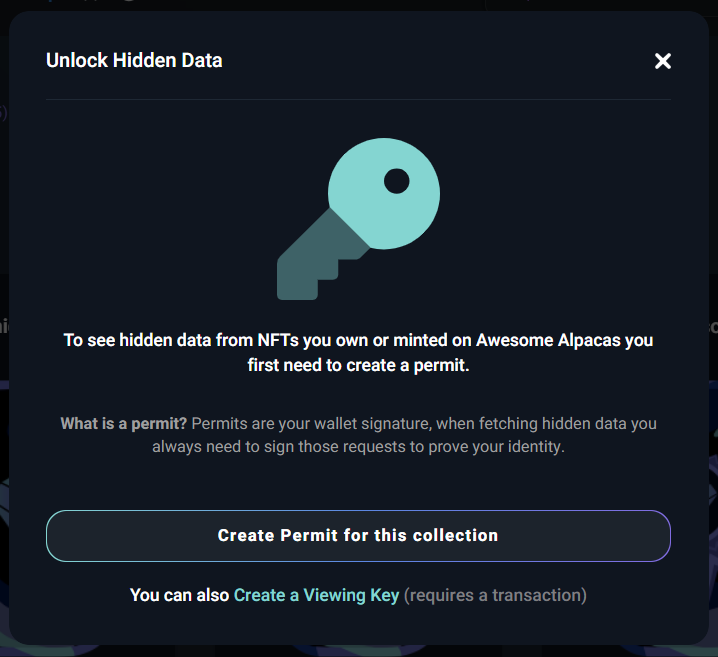 Unlock Hidden Data
To see hidden data from NFTs you own or minted on Awesome Alpacas you
first need to create a permit.
What is a permit? Permits are your wallet signature, when fetching hidden data you
always need to sign those requests to prove your identity.
Create Permit for this collection
You can also Create a Viewing Key (requires a transaction)